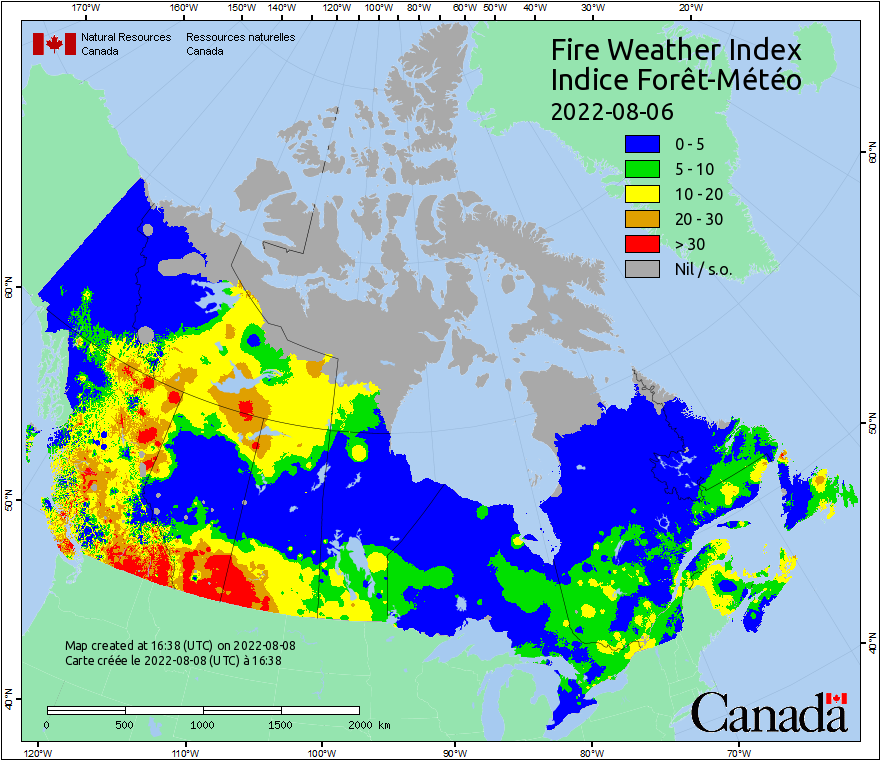 170°W 160°W 150°W 140°W 120°W 100°W 80°W 60°W 50°W 40°W 30°W 20°W
Natural Resources Ressources naturelles
Canada Canada
Fire Weather Index
Indice Forêt-Météo
2022-08-06
0 - 5
5 - 10
10 - 20
20 - 30
> 30
Nil / s.o.
60°N 60°N
50°N 50°N
40°N 40°N
Map created at 16:38 (UTC) on 2022-08-08
Carte créée le 2022-08-08 (UTC) à 16:38
0 500 1000 1500 2000 km
Canada
120°W 110°W 100°W 90°W 80°W 70°W